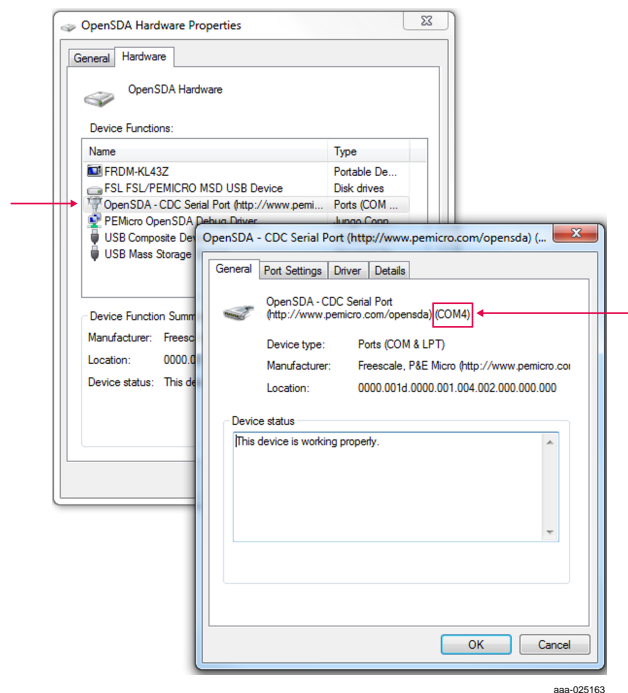 OpenSDA Hardware Properties
General Hardware
OpenSDA Hardware
Device Functions:
Name Type
FRDM-KL43Z Portable De...
FSL FSL/PEMICRO MSD USB Device Disk drives
OpenSDA - CDC Serial Port (http://www.pemi... Ports (COM ...
PEMicro OpenSDA Debug Driver Jungo Conn
USB Composite Dev
USB Mass Storage
Device Function Summ
Manufacturer: Freesc
Location: 0000.0
Device status: This de
OpenSDA - CDC Serial Port (http://www.pemicro.com/opensda) (...
General Port Settings Driver Details
OpenSDA - CDC Serial Port
(http://www.pemicro.com/opensda) (COM4)
Device type: Ports (COM & LPT)
Manufacturer: Freescale, P&E Micro (http://www.pemicro.com
Location: 0000.001d.0000.001.004.002.000.000.000
Device status
This device is working properly.
OK Cancel
aaa-025163